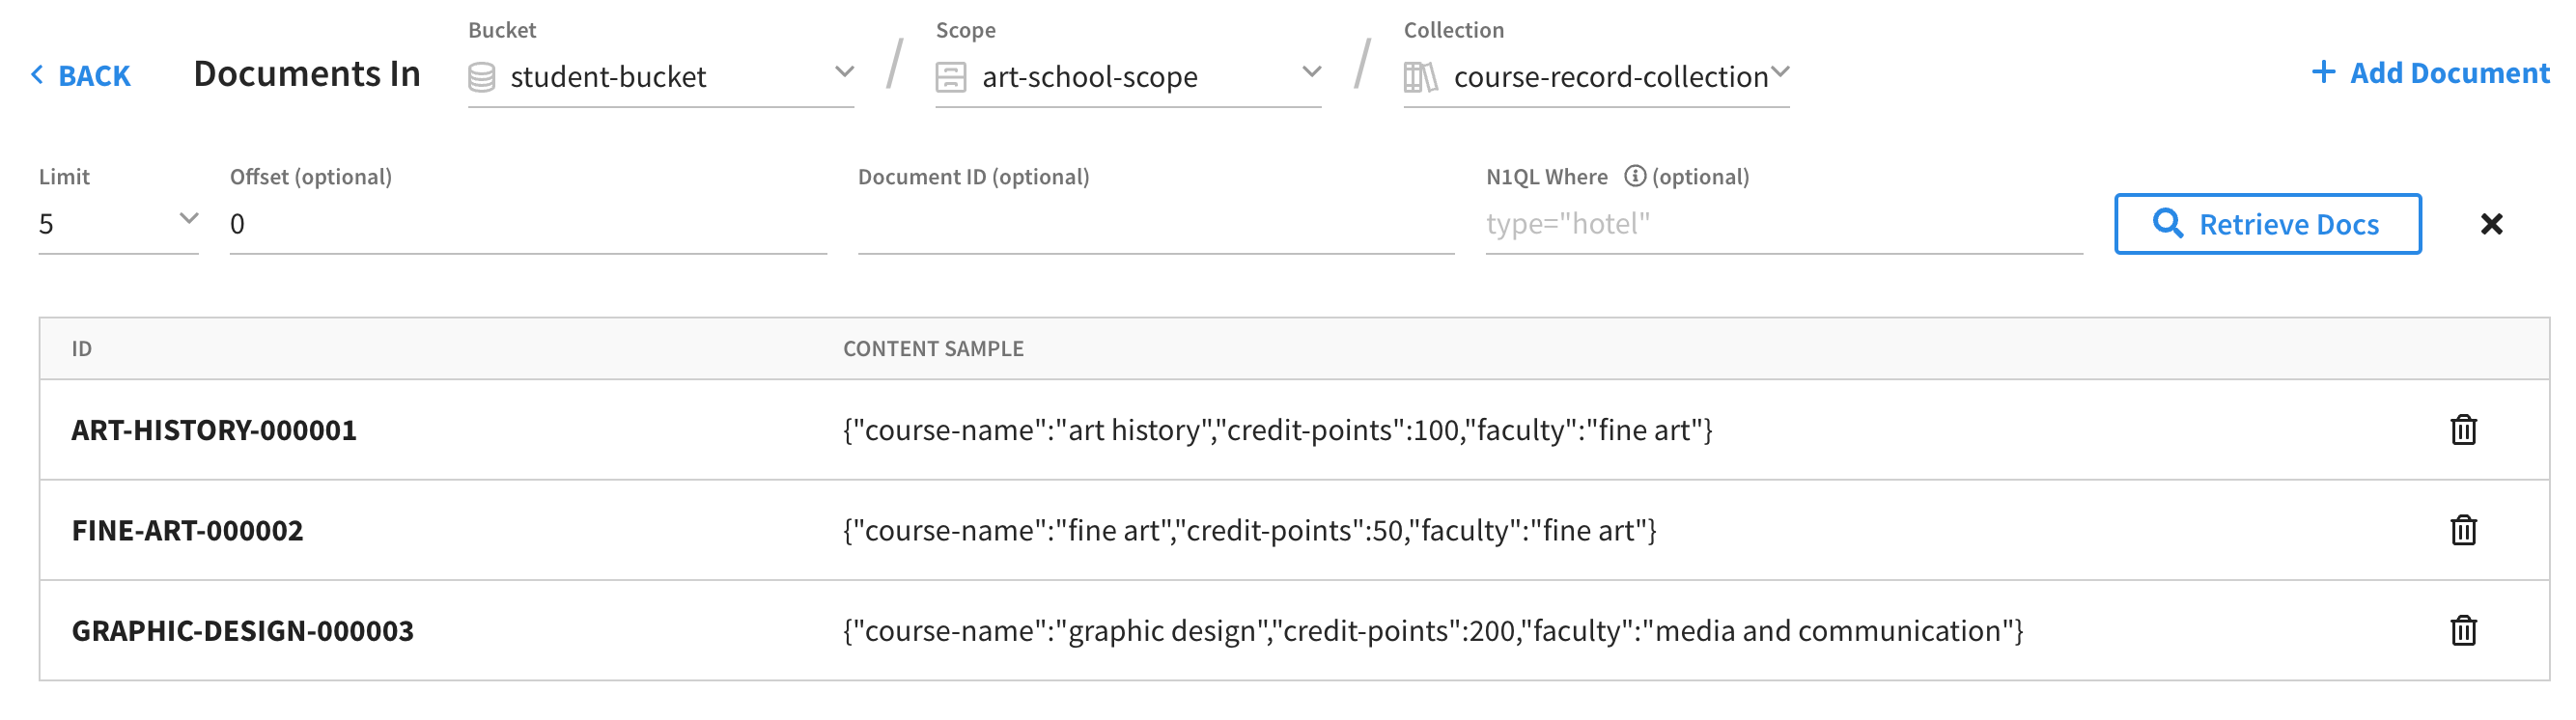 BACK
Documents In
Bucket
student-bucket
/
Scope
art-school-scope
/
Collection
course-record-collection
+ Add Document
Limit
5
Offset (optional)
0
Document ID (optional)
N1QL Where (optional)
type="hotel"
Retrieve Docs
ID CONTENT SAMPLE
ART-HISTORY-000001 {"course-name":"art history","credit-points":100,"faculty":"fine art"}
FINE-ART-000002 {"course-name":"fine art""credit-points":50,"faculty":"fine art"}
GRAPHIC-DESIGN-000003 {"course-name":"graphic design","credit-points":200,"faculty":"media and communication"}